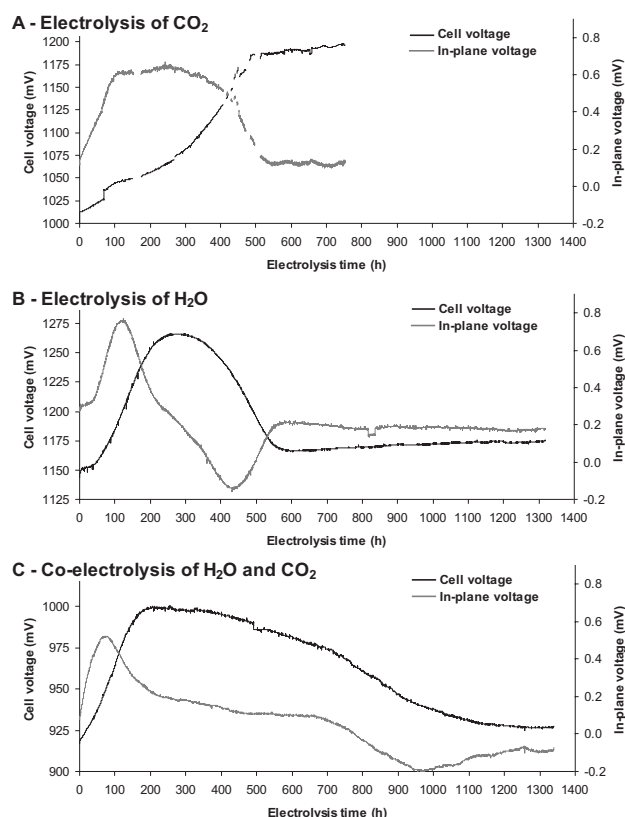 A - Electrolysis of CO₂
Cell voltage
In-plane voltage
Cell voltage (mV)
1200
1175
1150
1125
1100
1075
1050
1025
1000
0.8
0.6
0.4
0.2
0.0
-0.2
In-plane voltage (mV)
0 100 200 300 400 500 600 700 800 900 1000 1100 1200 1300 1400
Electrolysis time (h)
B - Electrolysis of H₂O
Cell voltage
In-plane voltage
Cell voltage (mV)
1275
1250
1225
1200
1175
1150
1125
0.8
0.6
0.4
0.2
0.0
-0.2
In-plane voltage (mV)
0 100 200 300 400 500 600 700 800 900 1000 1100 1200 1300 1400
Electrolysis time (h)
C - Co-electrolysis of H₂O and CO₂
Cell voltage
In-plane voltage
Cell voltage (mV)
1000
975
950
925
900
0.8
0.6
0.4
0.2
0.0
-0.2
In-plane voltage (mV)
0 100 200 300 400 500 600 700 800 900 1000 1100 1200 1300 1400
Electrolysis time (h)